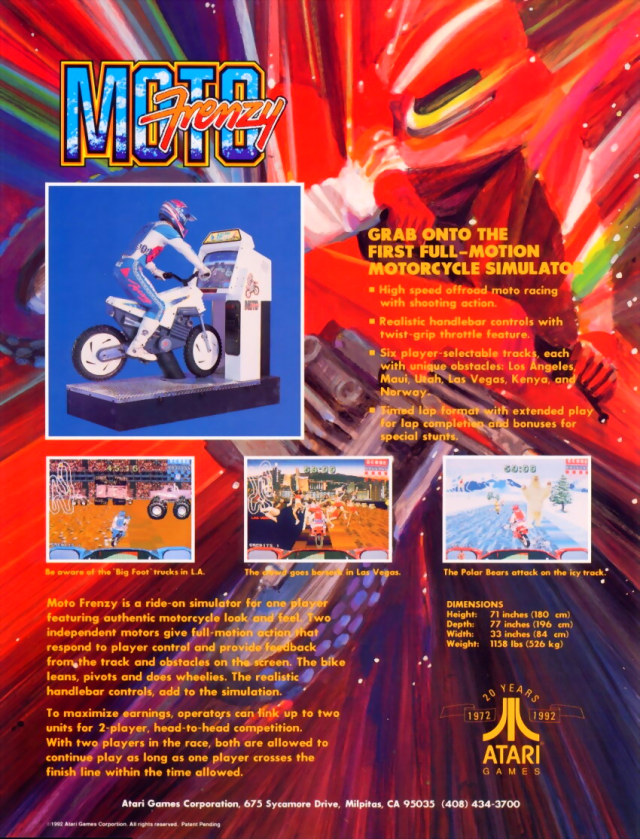 MOTO
Frenzy
GRAB ONTO THE
FIRST FULL-MOTION
MOTORCYCLE SIMULATOR
High speed offroad moto racing
with shooting action.
Realistic handlebar controls with
twist-grip throttle feature.
Six player-selectable tracks, each
with unique obstacles: Los Angeles,
Maui, Utah, Las Vegas, Kenya, and
Norway.
Timed lap format with extended play
for lap completion and bonuses for
special stunts.
Be aware of the "Big Foot" trucks in L.A.
The crowd goes berserk in Las Vegas.
The Polar Bears attack on the icy track.
Moto Frenzy is a ride-on simulator for one player
featuring authentic motorcycle look and feel. Two
independent motors give full-motion action that
respond to player control and provide feedback
from the track and obstacles on the screen. The bike
leans, pivots and does wheelies. The realistic
handlebar controls, add to the simulation.
To maximize earnings, operators can link up to two
units for 2-player, head-to-head competition.
With two players in the race, both are allowed to
continue play as long as one player crosses the
finish line within the time allowed.
DIMENSIONS
Height: 71 inches (180 cm)
Depth: 77 inches (196 cm)
Width: 33 inches (84 cm)
Weight: 1158 lbs (526 kg)
20 YEARS
1972 1992
ATARI
GAMES
Atari Games Corporation, 675 Sycamore Drive, Milpitas, CA 95035 (408) 434-3700
©1992 Atari Games Corportion. All rights reserved. Patent Pending